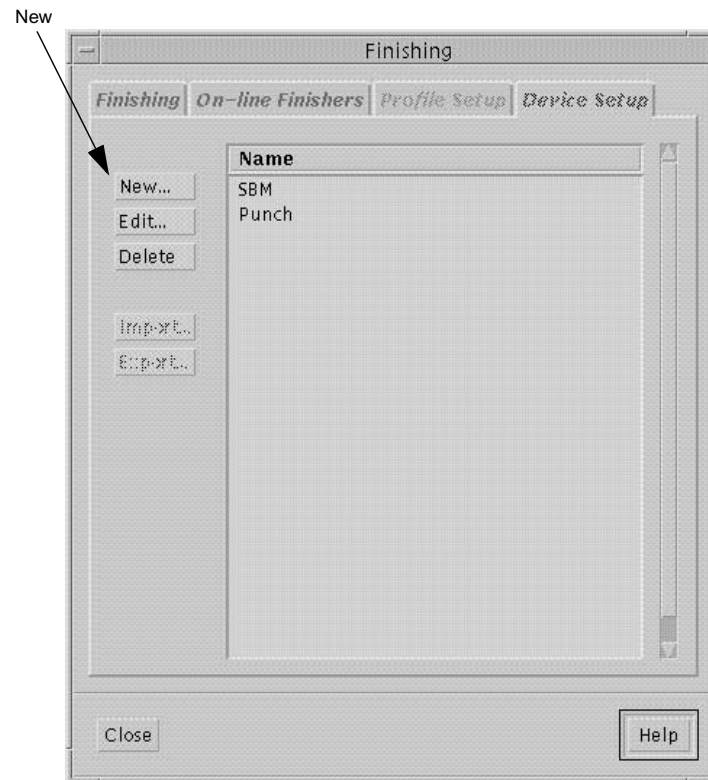 New
Finishing
Finishing On-line Finishers Profile Setup Device Setup
Name
New...
SBM
Edit...
Punch
Delete
Import..
Export..
Close
Help